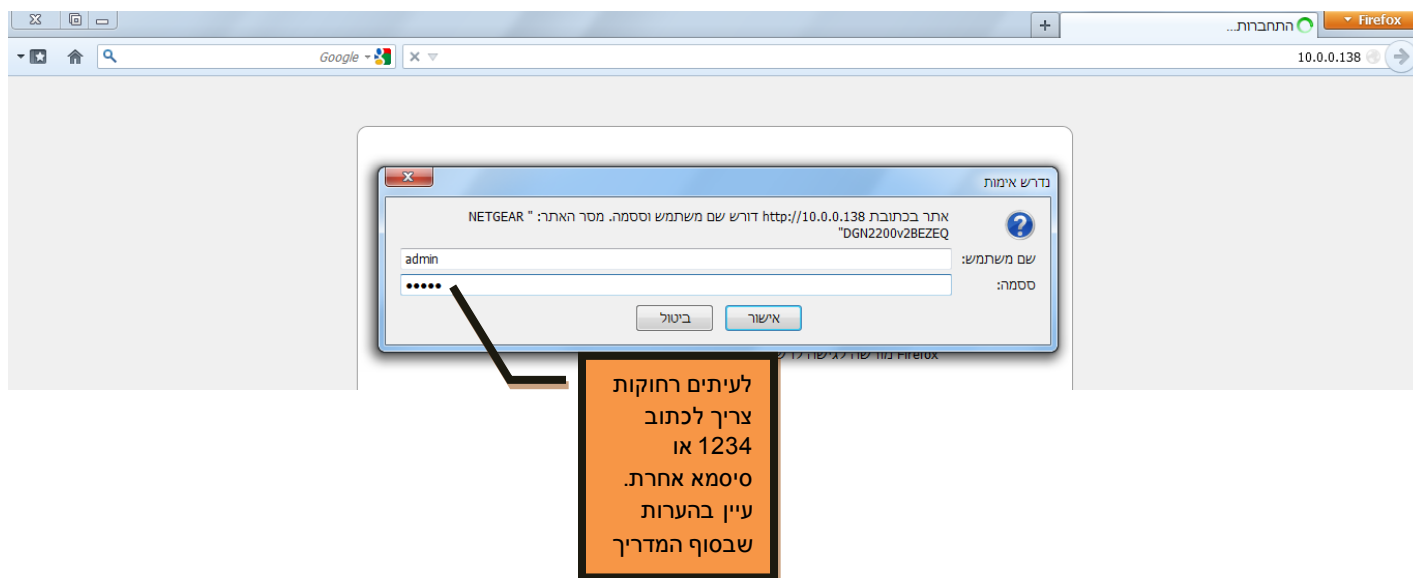 Firefox
התחברות...
+
10.0.0.138
Google
נדרש אימות
אתר בכתובת http://10.0.0.138 דורש שם משתמש וססמה. מסר האתר: " NETGEAR
DGN2200v2BEZEQ"
שם משתמש:
admin
ססמה:
•••••
אישור
ביטול
Firefox
לעיתים רחוקות
צריך לכתוב
1234 או
סיסמא אחרת.
עיין בהערות
שבסוף המדריך